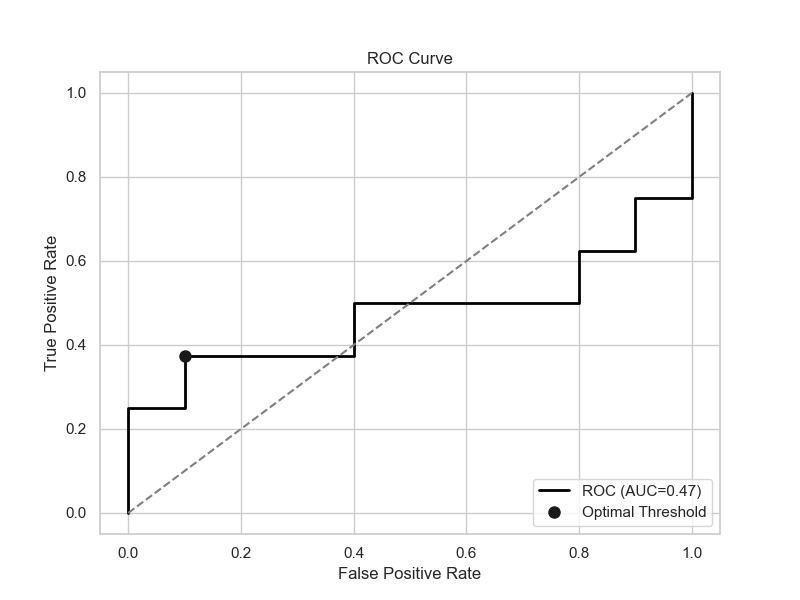 ROC Curve
1.0
0.8
0.6
0.4
0.2
0.0
True Positive Rate
ROC (AUC=0.47)
Optimal Threshold
0.0 0.2 0.4 0.6 0.8 1.0
False Positive Rate